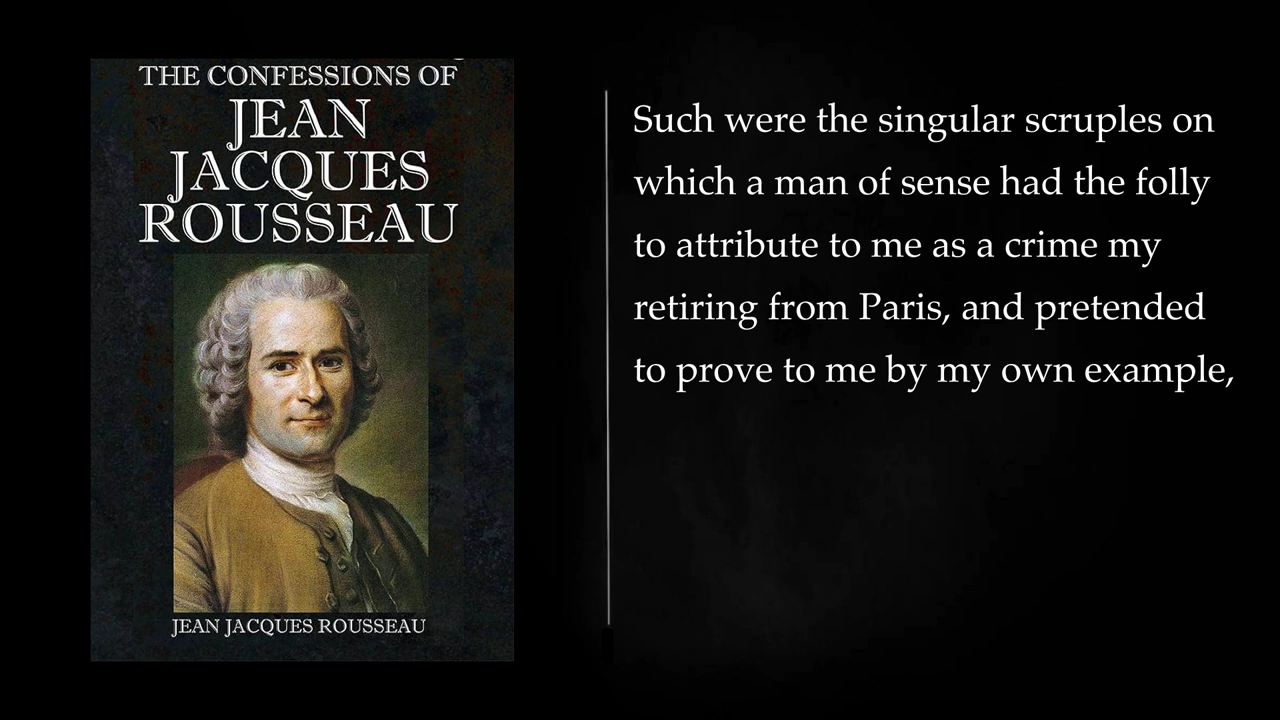 THE CONFESSIONS OF
JEAN
JACQUES
ROUSSEAU
JEAN JACQUES ROUSSEAU
Such were the singular scruples on
which a man of sense had the folly
to attribute to me as a crime my
retiring from Paris, and pretended
to prove to me by my own example,